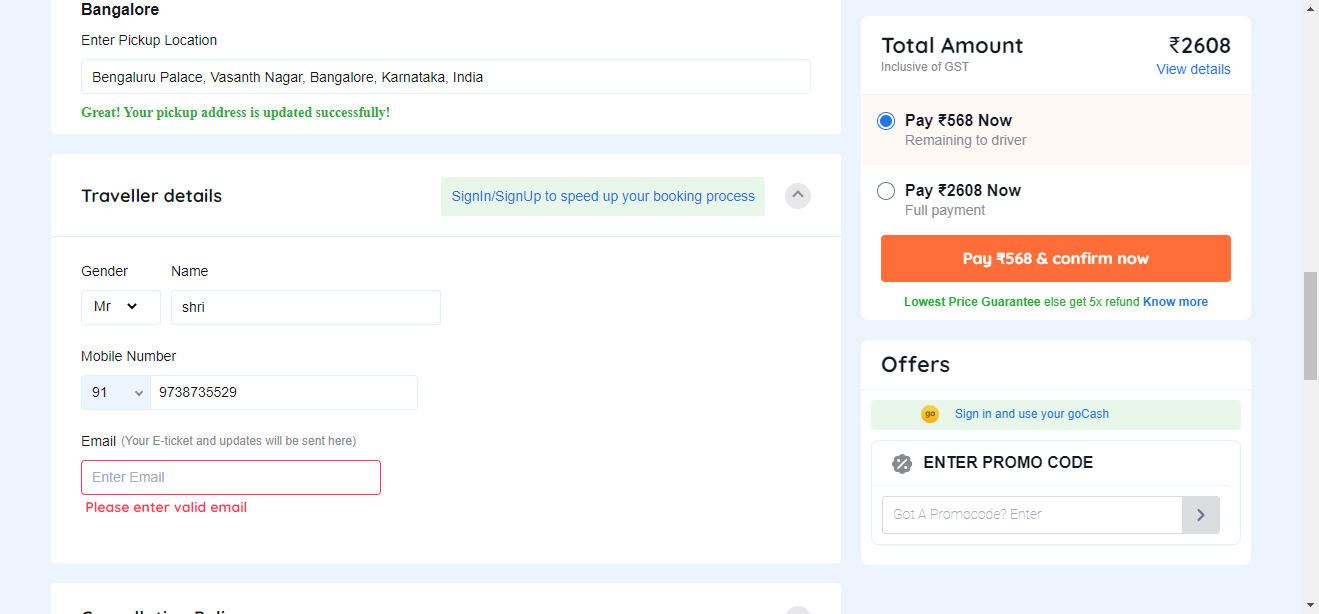 Bangalore
Enter Pickup Location
Bengaluru Palace, Vasanth Nagar, Bangalore, Karnataka, India
Great! Your pickup address is updated successfully!
Traveller details
SignIn/SignUp to speed up your booking process
Gender Name
Mr shri
Mobile Number
91 9738735529
Email (Your E-ticket and updates will be sent here)
Enter Email
Please enter valid email
Total Amount ₹2608
Inclusive of GST View details
Pay ₹568 Now
Remaining to driver
Pay ₹2608 Now
Full payment
Pay ₹568 & confirm now
Lowest Price Guarantee else get 5x refund Know more
Offers
go Sign in and use your goCash
ENTER PROMO CODE
Got A Promocode? Enter